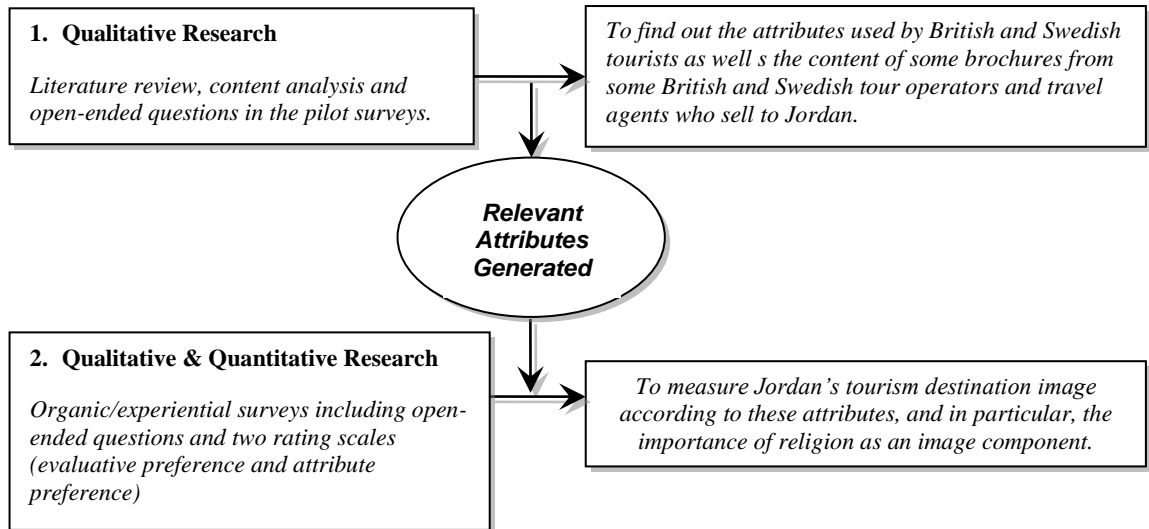 1. Qualitative Research
Literature review, content analysis and
open-ended questions in the pilot surveys.
To find out the attributes used by British and Swedish
tourists as well s the content of some brochures from
some British and Swedish tour operators and travel
agents who sell to Jordan.
Relevant
Attributes
Generated
2. Qualitative & Quantitative Research
Organic/experiential surveys including open-
ended questions and two rating scales
(evaluative preference and attribute
preference)
To measure Jordan’s tourism destination image
according to these attributes, and in particular, the
importance of religion as an image component.